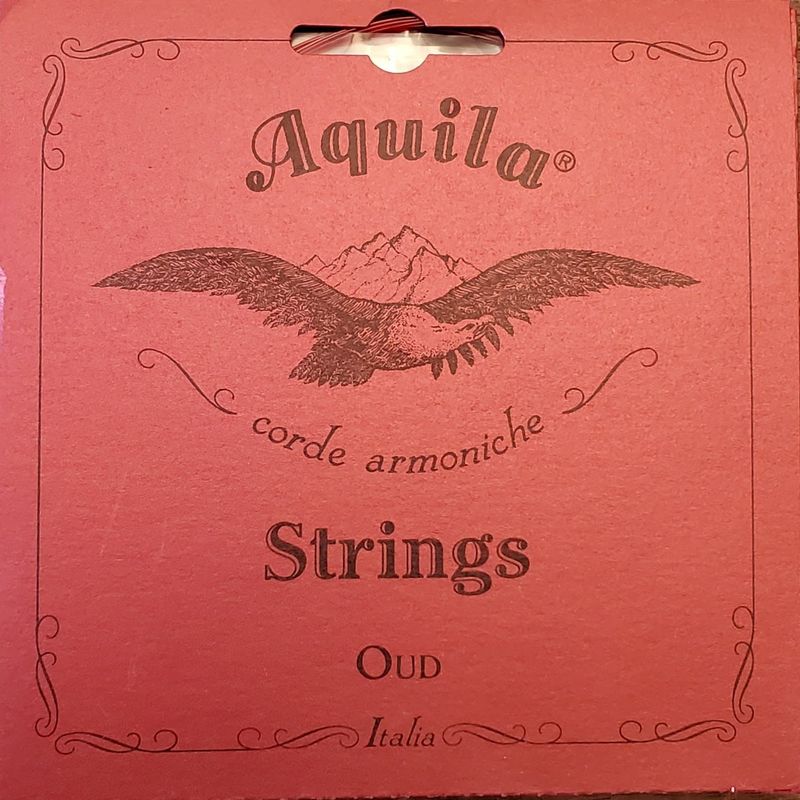 Aquila®
corde armoniche
Strings
OUD
Italia